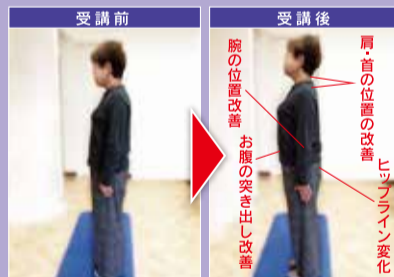 受講前
受講後
肩・首の位置の改善
腕の位置改善
お腹の突き出し改善
ヒップライン変化